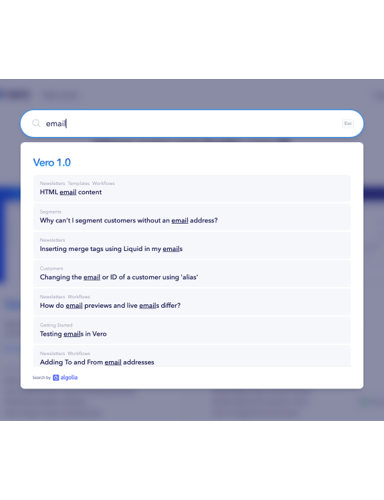 email
Esc
Vero 1.0
Newsletters Templates Workflows
HTML email content
Segments
Why can't I segment customers without an email address?
Newsletters
Inserting merge tags using Liquid in my emails
Customers
Changing the email or ID of a customer using 'alias'
Newsletters Workflows
How do email previews and live emails differ?
Getting Started
Testing emails in Vero
Newsletters Workflows
Adding To and From email addresses
Search by algolia